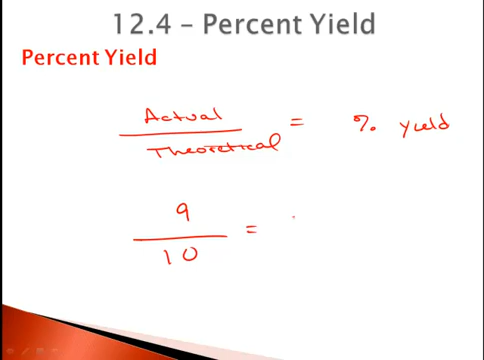 12.4 – Percent Yield
Percent Yield
Actual
Theoretical
=
% yield
9
10
=